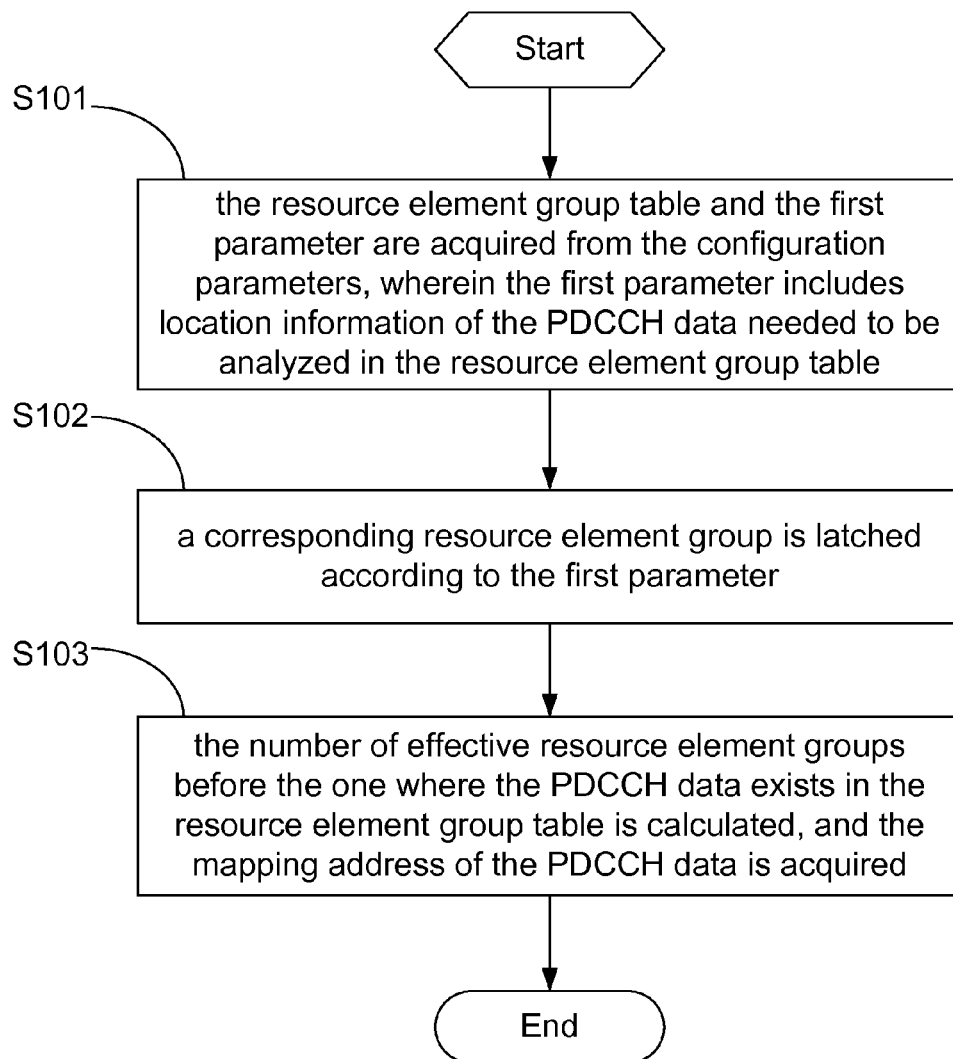 Start
S101
the resource element group table and the first
parameter are acquired from the configuration
parameters, wherein the first parameter includes
location information of the PDCCH data needed to be
analyzed in the resource element group table
S102
a corresponding resource element group is latched
according to the first parameter
S103
the number of effective resource element groups
before the one where the PDCCH data exists in the
resource element group table is calculated, and the
mapping address of the PDCCH data is acquired
End